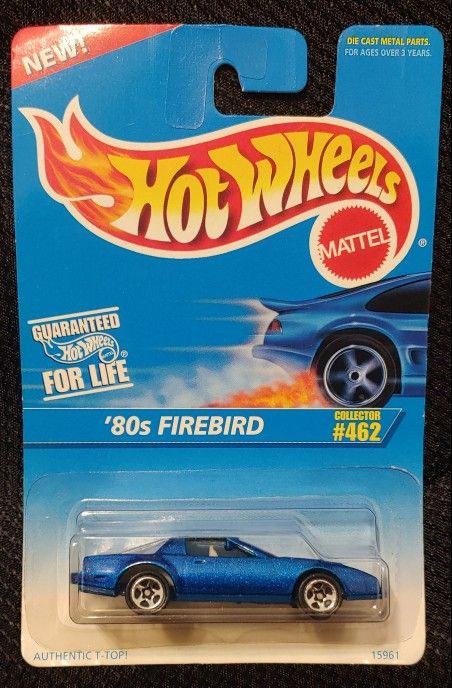 NEW!
DIE CAST METAL PARTS.
FOR AGES OVER 3 YEARS.
HOT WHEELS
MATTEL
®
GUARANTEED
Hot Wheels ®
FOR LIFE
'80s FIREBIRD
COLLECTOR
#462
AUTHENTIC T-TOP!
15961